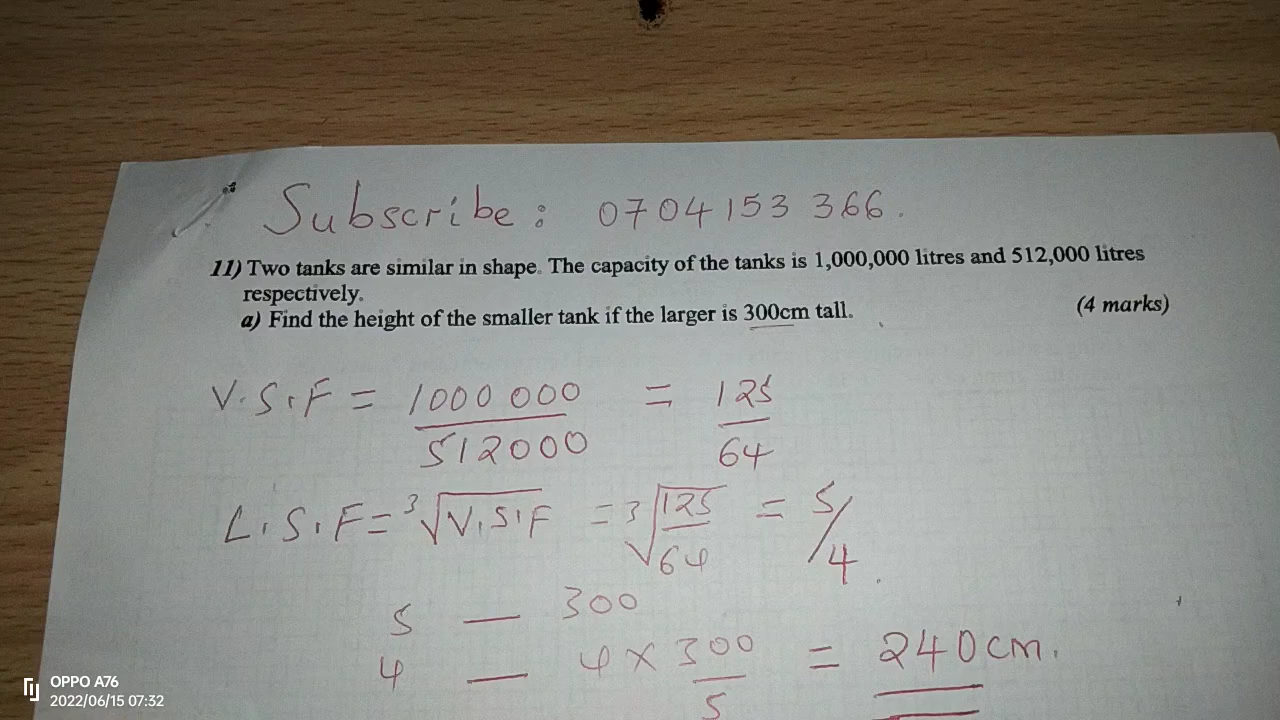 Subscribe: 0704153 366.
11) Two tanks are similar in shape. The capacity of the tanks is 1,000,000 litres and 512,000 litres
respectively.
a) Find the height of the smaller tank if the larger is 300cm tall. (4 marks)
V.S.F = 1000 000 / 512000 = 125 / 64
L.S.F = ³√V.S.F = ³√125/64 = 5/4.
5 — 300
4 — 4 × 300 / 5 = 240cm.
OPPO A76
2022/06/15 07:32